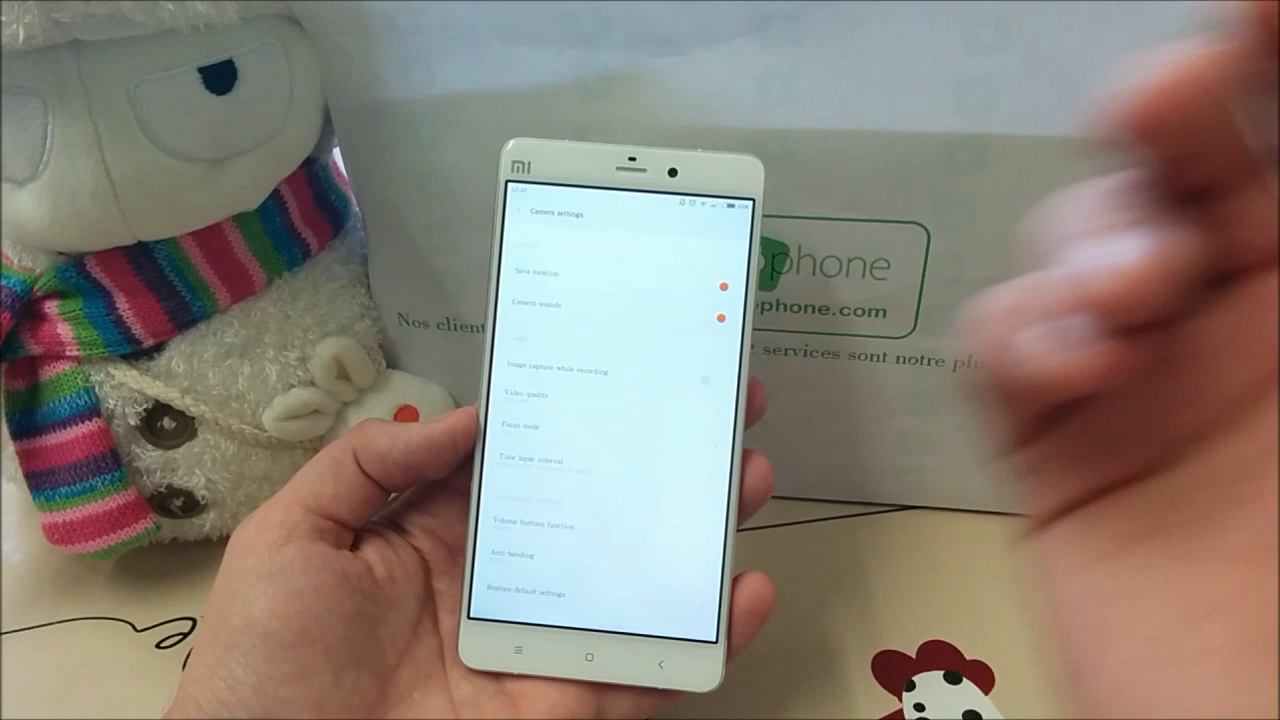 MI
Camera settings
Save location
Camera sounds
Image capture while recording
Video quality
Focus mode
Time lapse interval
Volume buttons function
Anti banding
Restore default settings
phone
phone.com
Nos client
services sont notre